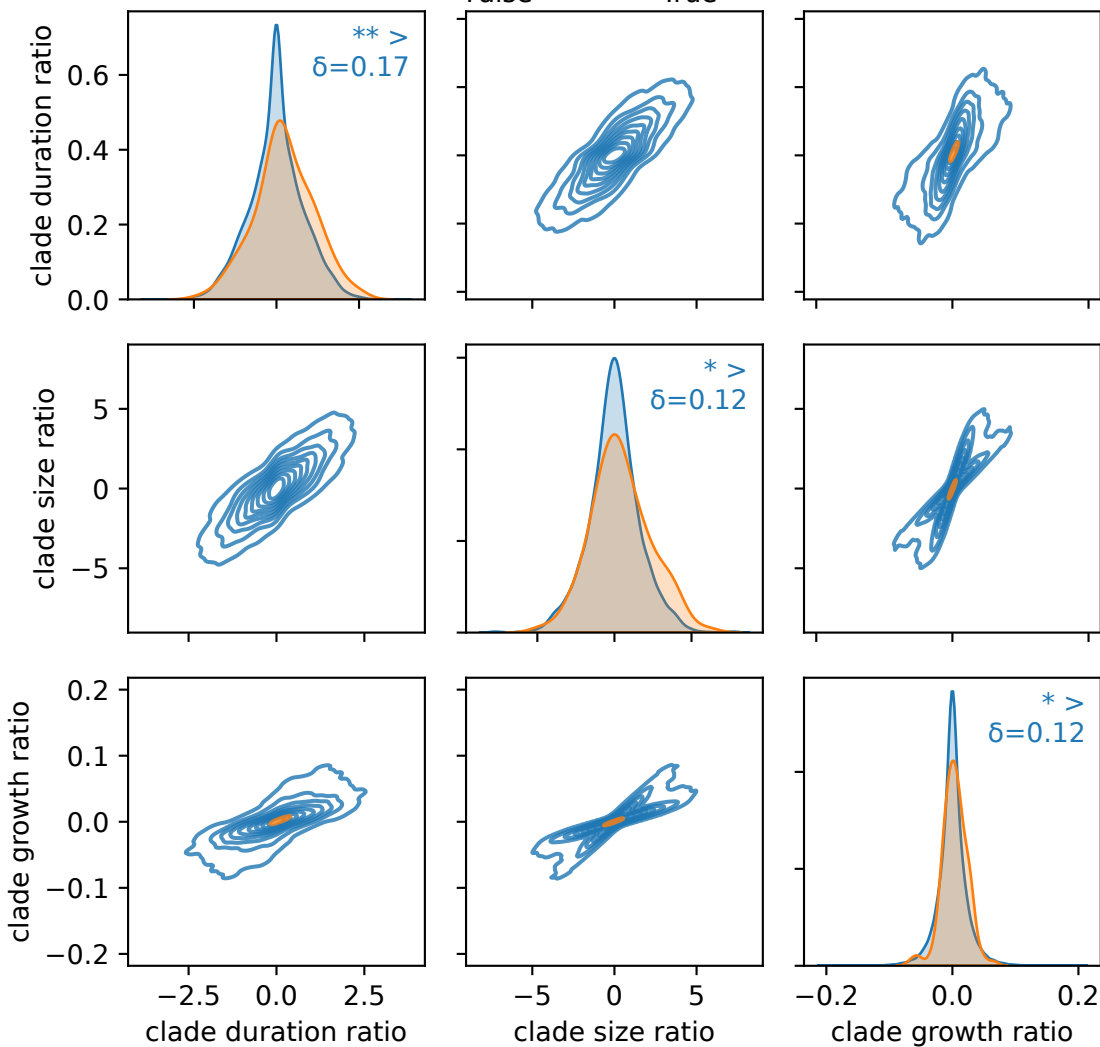 clade duration ratio
0.6
0.4
0.2
0.0
** >
δ=0.17
clade size ratio
5
0
−5
* >
δ=0.12
clade growth ratio
0.2
0.1
0.0
−0.1
−0.2
* >
δ=0.12
−2.5 0.0 2.5
clade duration ratio
−5 0 5
clade size ratio
−0.2 0.0 0.2
clade growth ratio